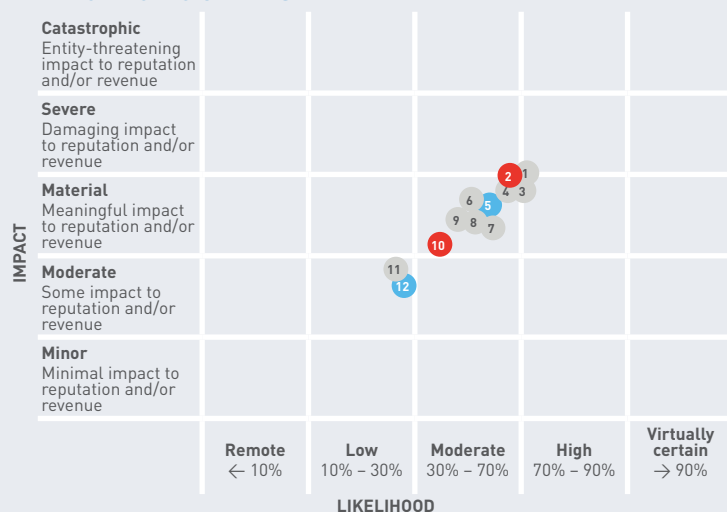 Catastrophic
Entity-threatening
impact to reputation
and/or revenue
Severe
Damaging impact
to reputation and/or
revenue
Material
Meaningful impact
to reputation and/or
revenue
Moderate
Some impact to
reputation and/or
revenue
Minor
Minimal impact to
reputation and/or
revenue
IMPACT
1
2
4 3
6
5
9 8 7
10
11
12
Remote
← 10%
Low
10% – 30%
Moderate
30% – 70%
High
70% – 90%
Virtually
certain
→ 90%
LIKELIHOOD